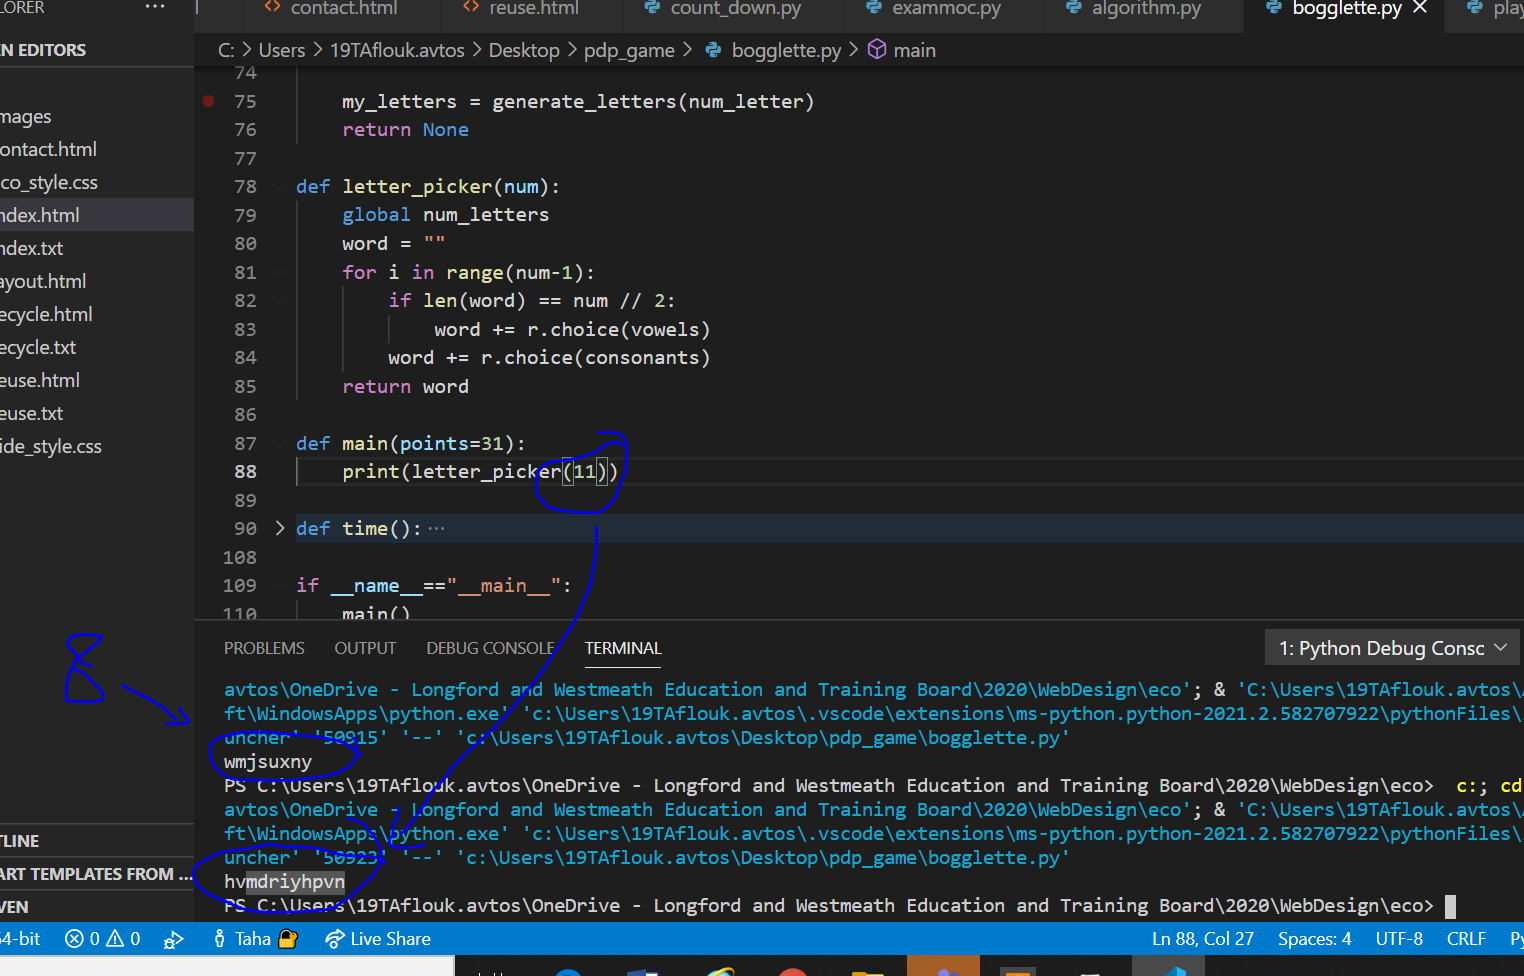 LORER ···
contact.html reuse.html count_down.py exammoc.py algorithm.py bogglette.py × play
EN EDITORS
C: > Users > 19TAflouk.avtos > Desktop > pdp_game > bogglette.py > main
mages
ontact.html
co_style.css
ndex.html
ndex.txt
ayout.html
ecycle.html
ecycle.txt
euse.html
euse.txt
ide_style.css
TLINE
ART TEMPLATES FROM ...
VEN
74
75 my_letters = generate_letters(num_letter)
76 return None
77
78 def letter_picker(num):
79 global num_letters
80 word = ""
81 for i in range(num-1):
82 if len(word) == num // 2:
83 word += r.choice(vowels)
84 word += r.choice(consonants)
85 return word
86
87 def main(points=31):
88 print(letter_picker(11))
89
90 > def time(): ···
108
109 if __name__=="__main__":
110 main()
8
PROBLEMS OUTPUT DEBUG CONSOLE TERMINAL 1: Python Debug Consc
avtos\OneDrive - Longford and Westmeath Education and Training Board\2020\WebDesign\eco'; & 'C:\Users\19TAflouk.avtos\
ft\WindowsApps\python.exe' 'c:\Users\19TAflouk.avtos\.vscode\extensions\ms-python.python-2021.2.582707922\pythonFiles\
uncher' '50915' '--' 'c:\Users\19TAflouk.avtos\Desktop\pdp_game\bogglette.py'
wmjsuxny
PS C:\Users\19TAflouk.avtos\OneDrive - Longford and Westmeath Education and Training Board\2020\WebDesign\eco> c:; cd
avtos\OneDrive - Longford and Westmeath Education and Training Board\2020\WebDesign\eco'; & 'C:\Users\19TAflouk.avtos\
ft\WindowsApps\python.exe' 'c:\Users\19TAflouk.avtos\.vscode\extensions\ms-python.python-2021.2.582707922\pythonFiles\
uncher' '50923' '--' 'c:\Users\19TAflouk.avtos\Desktop\pdp_game\bogglette.py'
hvmdriyhpvn
PS C:\Users\19TAflouk.avtos\OneDrive - Longford and Westmeath Education and Training Board\2020\WebDesign\eco>
4-bit 0 0 Taha Live Share Ln 88, Col 27 Spaces: 4 UTF-8 CRLF Py